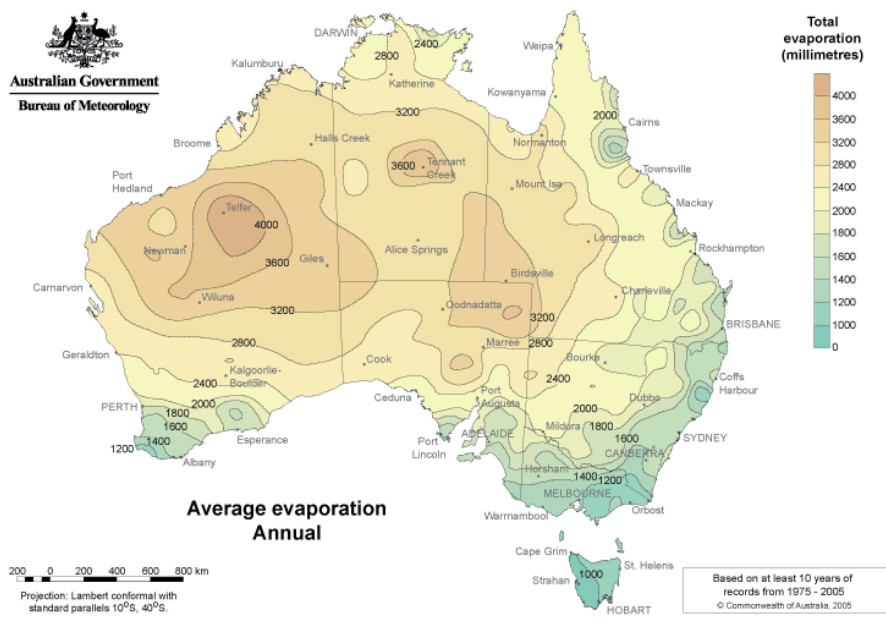 Australian Government
Bureau of Meteorology
Total
evaporation
(millimetres)
4000
3600
3200
2800
2400
2000
1800
1600
1400
1200
1000
0
DARWIN
2400
2800
Weipa
Kalumburu
Katherine
Kowanyama
3200
2000
Cairns
Halls Creek
Normanton
Broome
3600
Tennant
Creek
Townsville
Port
Hedland
Mount Isa
Mackay
Telfer
4000
Newman
Alice Springs
Longreach
Rockhampton
3600
Giles
Birdsville
Carnarvon
Wiluna
Charleville
3200
Oodnadatta
3200
BRISBANE
2800
Marree
2800
Geraldton
Cook
Bourke
Kalgoorlie-
Boulder
2400
2400
Coffs
Harbour
Ceduna
Port
Augusta
Dubbo
PERTH
2000
1800
2000
1600
Mildura
1800
1200
1400
Esperance
Port
Lincoln
ADELAIDE
1600
SYDNEY
Albany
CANBERRA
Horsham
1400
1200
MELBOURNE
Warrnambool
Orbost
Average evaporation
Annual
Cape Grim
St. Helens
1000
Strahan
HOBART
200 0 200 400 600 800 km
Projection: Lambert conformal with
standard parallels 10°S, 40°S.
Based on at least 10 years of
records from 1975 - 2005
© Commonwealth of Australia, 2005